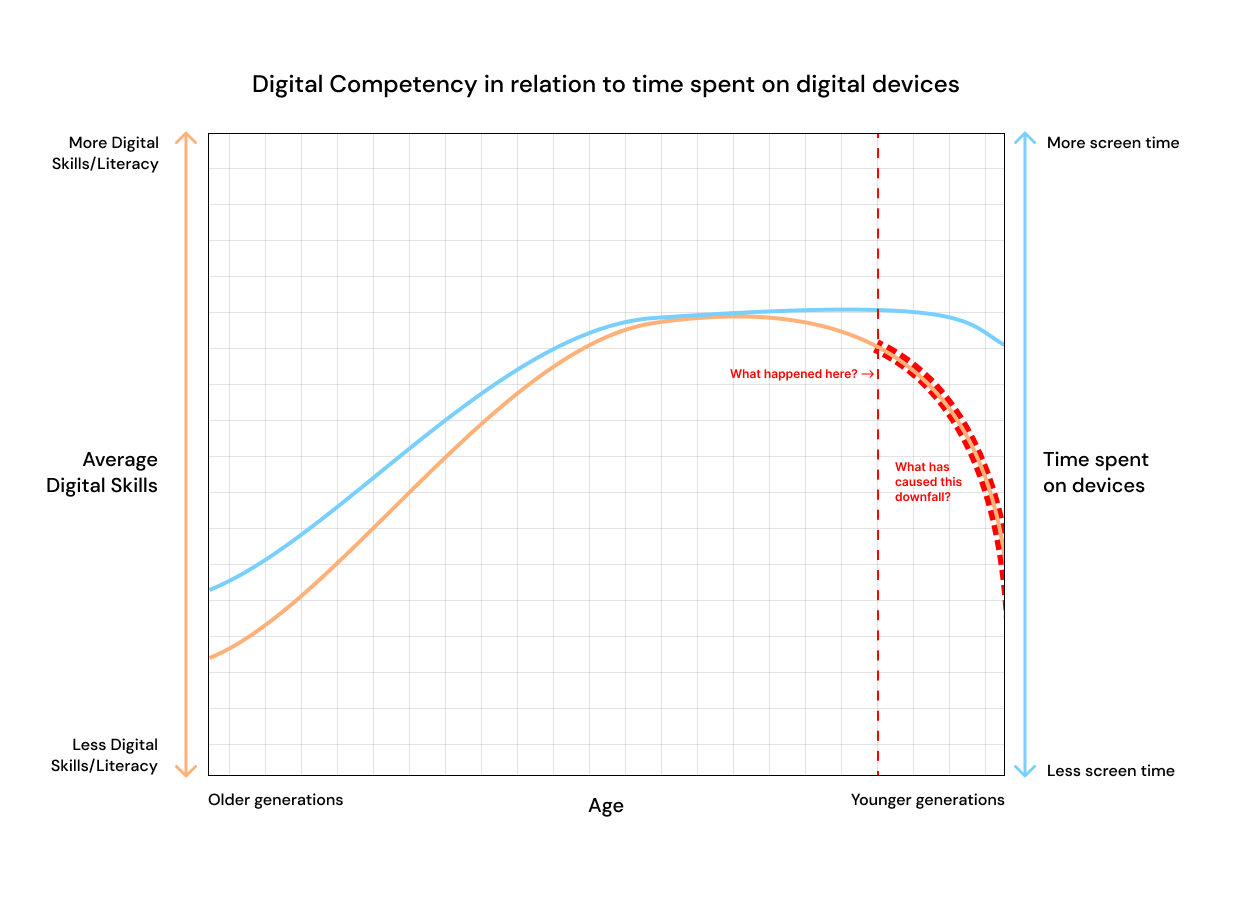 Digital Competency in relation to time spent on digital devices
More Digital
Skills/Literacy
More screen time
What happened here? →
Average
Digital Skills
What has
caused this
downfall?
Time spent
on devices
Less Digital
Skills/Literacy
Less screen time
Older generations
Age
Younger generations